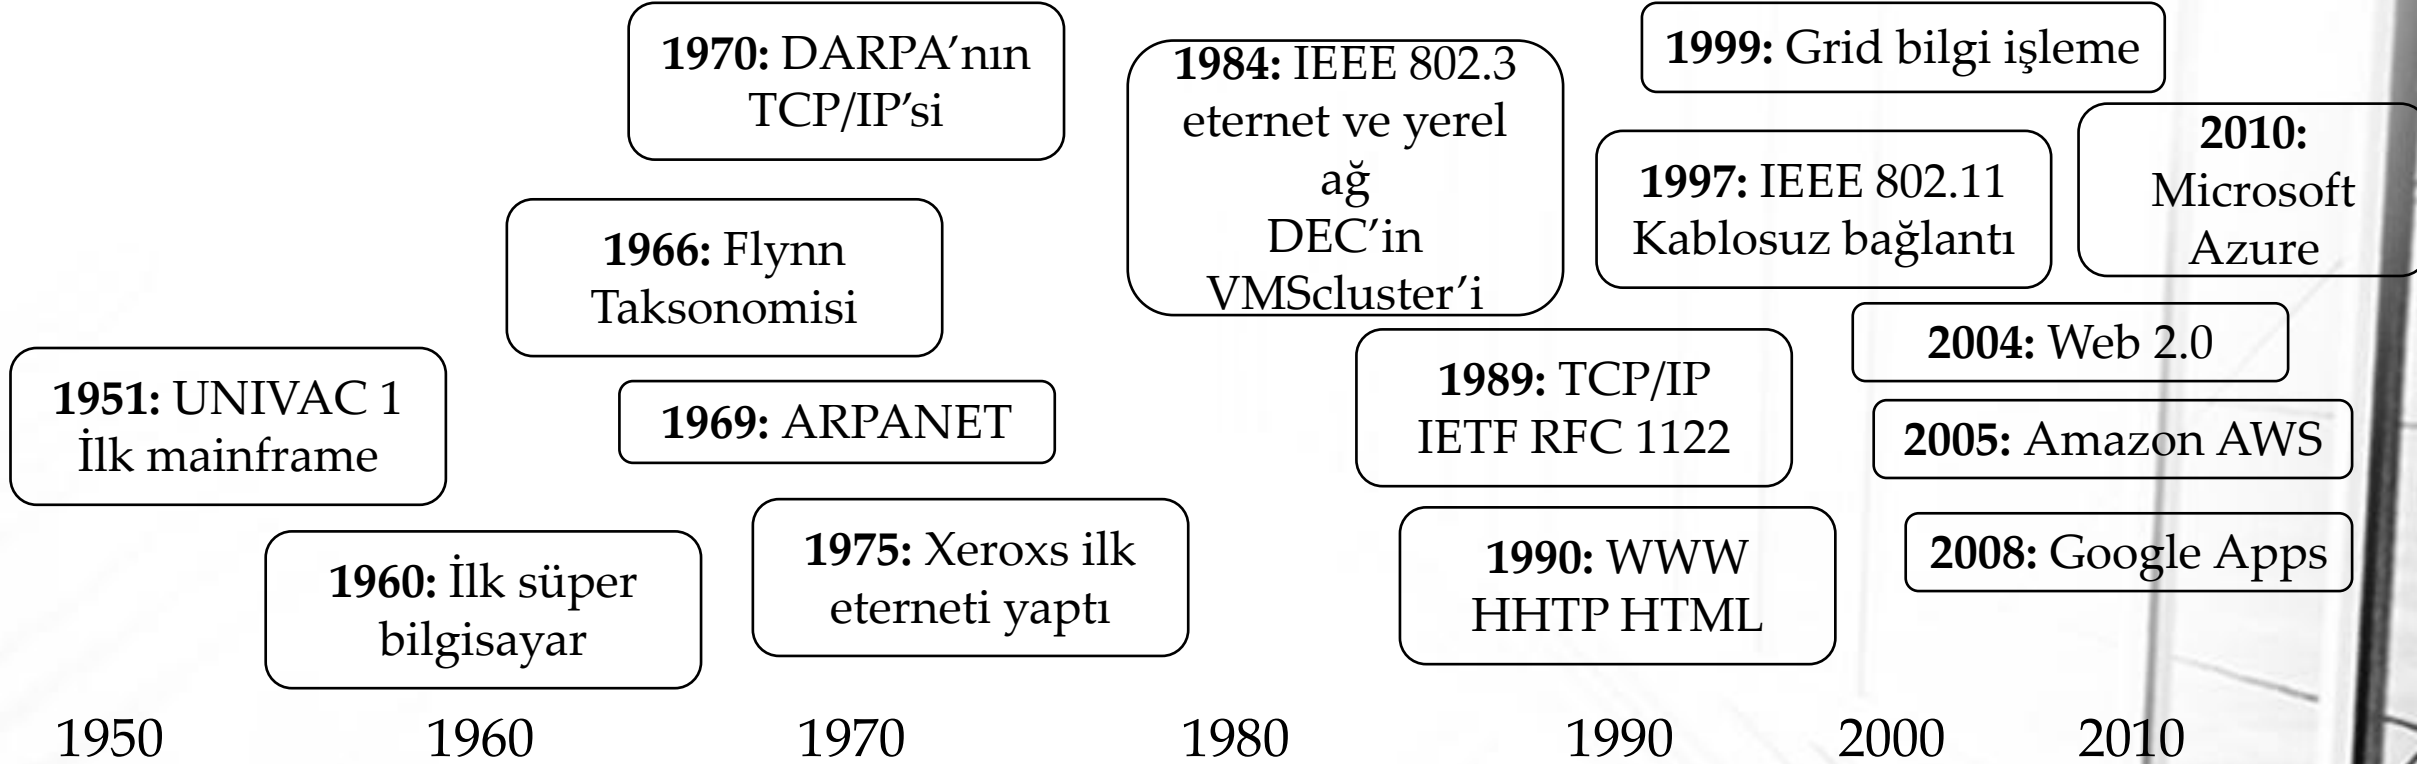 1970: DARPA’nın
TCP/IP’si
1984: IEEE 802.3
eternet ve yerel
ağ
DEC’in
VMScluster’i
1999: Grid bilgi işleme
2010:
Microsoft
Azure
1997: IEEE 802.11
Kablosuz bağlantı
1966: Flynn
Taksonomisi
2004: Web 2.0
1951: UNIVAC 1
İlk mainframe
1969: ARPANET
1989: TCP/IP
IETF RFC 1122
2005: Amazon AWS
1960: İlk süper
bilgisayar
1975: Xeroxs ilk
eterneti yaptı
1990: WWW
HHTP HTML
2008: Google Apps
1950
1960
1970
1980
1990
2000
2010